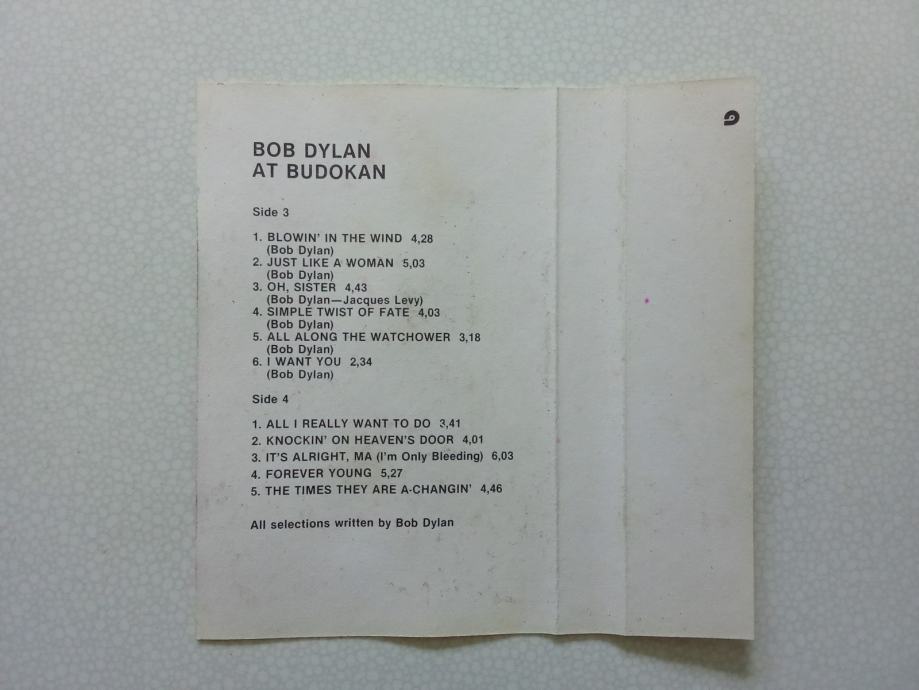 BOB DYLAN
AT BUDOKAN
Side 3
1. BLOWIN' IN THE WIND 4,28
(Bob Dylan)
2. JUST LIKE A WOMAN 5,03
(Bob Dylan)
3. OH, SISTER 4,43
(Bob Dylan—Jacques Levy)
4. SIMPLE TWIST OF FATE 4,03
(Bob Dylan)
5. ALL ALONG THE WATCHOWER 3,18
(Bob Dylan)
6. I WANT YOU 2,34
(Bob Dylan)
Side 4
1. ALL I REALLY WANT TO DO 3,41
2. KNOCKIN' ON HEAVEN'S DOOR 4,01
3. IT'S ALRIGHT, MA (I'm Only Bleeding) 6,03
4. FOREVER YOUNG 5,27
5. THE TIMES THEY ARE A-CHANGIN' 4,46
All selections written by Bob Dylan